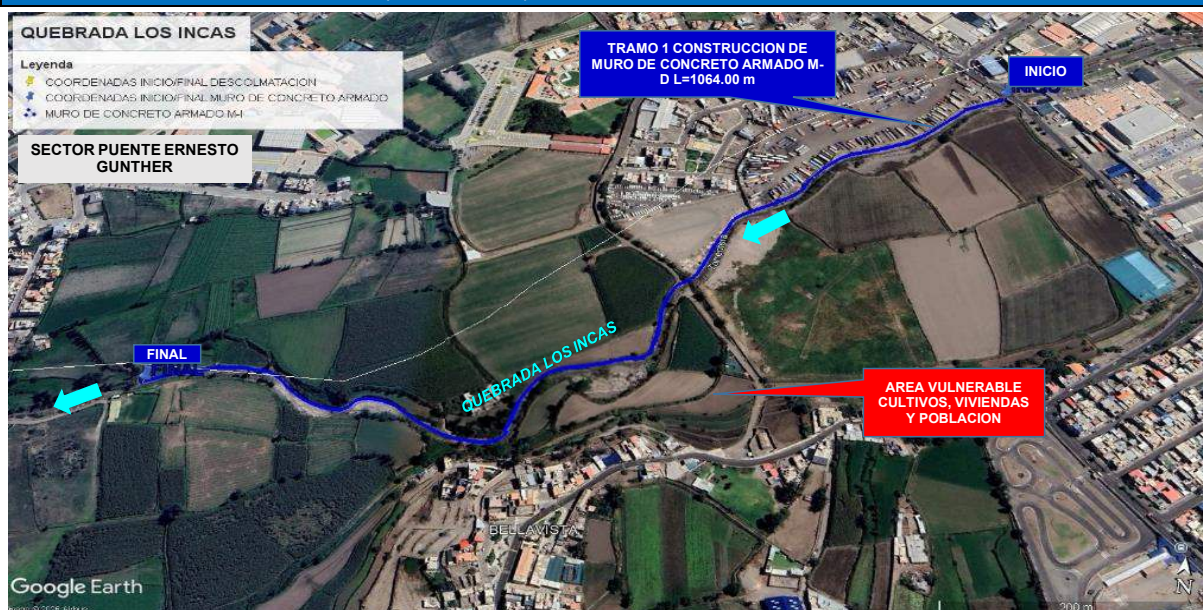 QUEBRADA LOS INCAS
Leyenda
COORDENADAS INICIO/FINAL DESCOLMATACION
COORDENADAS INICIO/FINAL MURO DE CONCRETO ARMADO
MURO DE CONCRETO ARMADO M-I
SECTOR PUENTE ERNESTO
GUNTHER
TRAMO 1 CONSTRUCCION DE
MURO DE CONCRETO ARMADO M-
D L=1064.00 m
INICIO
INICIO
QUEBRADA LOS INCAS
FINAL
FINAL
AREA VULNERABLE
CULTIVOS, VIVIENDAS
Y POBLACION
BELLAVISTA
Google Earth
200 m
N